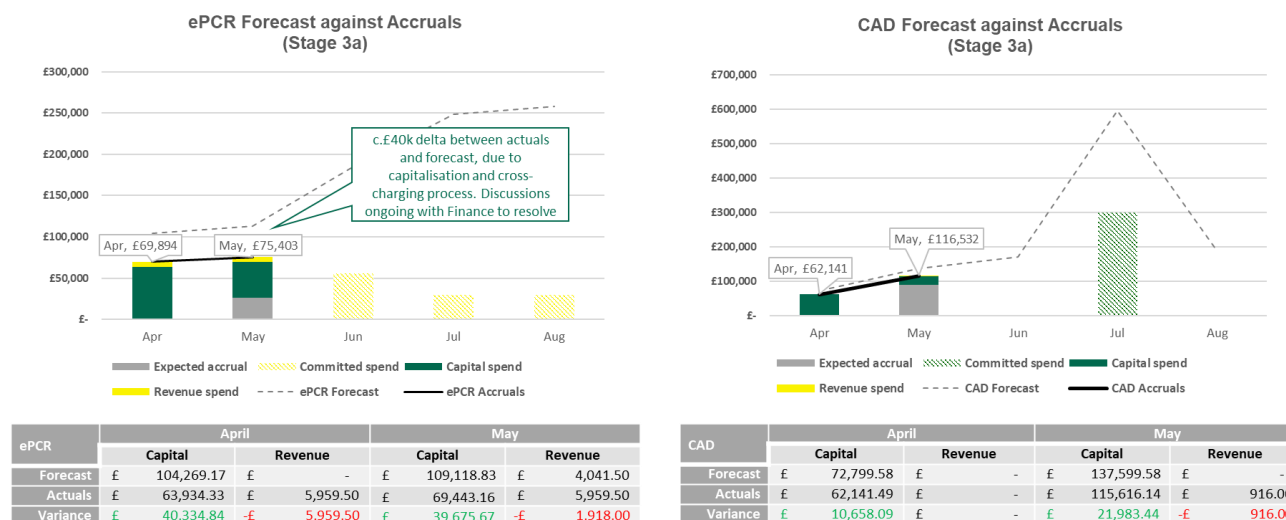 ePCR Forecast against Accruals
(Stage 3a)
£300,000
£250,000
£200,000
£150,000
£100,000
£50,000
£-
c.£40k delta between actuals
and forecast, due to
capitalisation and cross-
charging process. Discussions
ongoing with Finance to resolve
Apr, £69,894
May, £75,403
Apr May Jun Jul Aug
Expected accrual Committed spend Capital spend
Revenue spend ePCR Forecast ePCR Accruals
ePCR April May
Capital Revenue Capital Revenue
Forecast £ 104,269.17 £ - £ 109,118.83 £ 4,041.50
Actuals £ 63,934.33 £ 5,959.50 £ 69,443.16 £ 5,959.50
Variance £ 40,334.84 -£ 5,959.50 £ 39,675.67 -£ 1,918.00
CAD Forecast against Accruals
(Stage 3a)
£700,000
£600,000
£500,000
£400,000
£300,000
£200,000
£100,000
£-
May, £116,532
Apr, £62,141
Apr May Jun Jul Aug
Expected accrual Committed spend Capital spend
Revenue spend CAD Forecast CAD Accruals
CAD April May
Capital Revenue Capital Revenue
Forecast £ 72,799.58 £ - £ 137,599.58 £ -
Actuals £ 62,141.49 £ - £ 115,616.14 £
Variance £ 10,658.09 £ - £ 21,983.44 -£